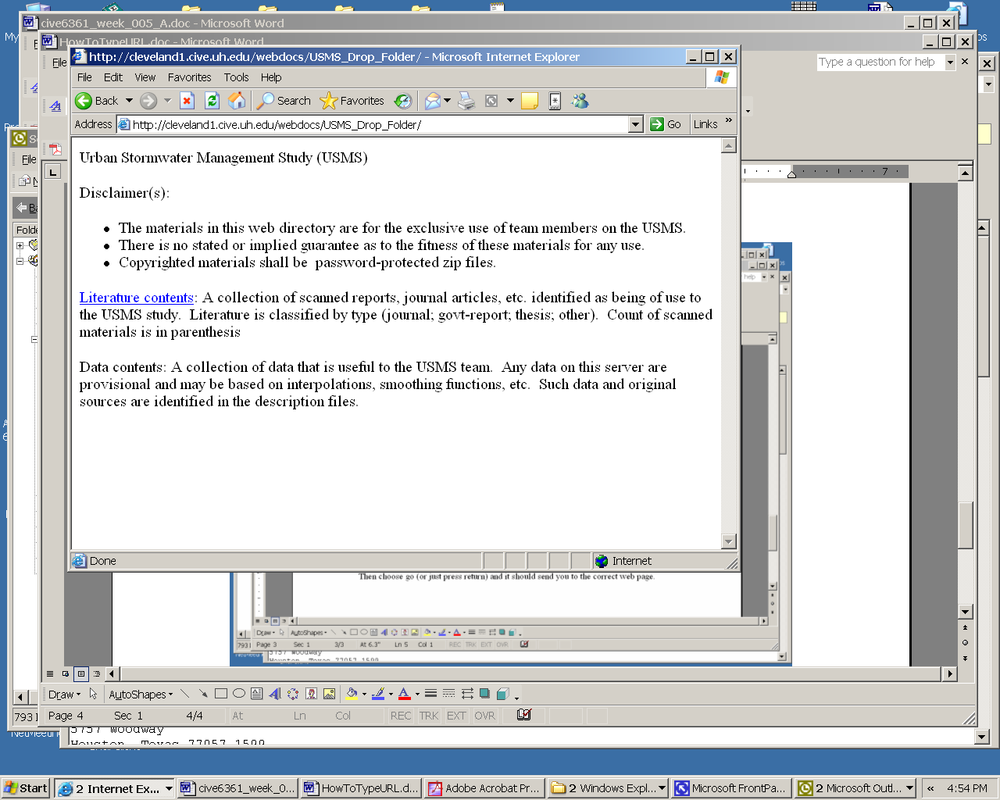 cive6361_week_005_A.doc - Microsoft Word
HowToTypeURL.doc - Microsoft Word
File
Type a question for help
http://cleveland1.cive.uh.edu/webdocs/USMS_Drop_Folder/ - Microsoft Internet Explorer
File Edit View Favorites Tools Help
Back Search Favorites
Address http://cleveland1.cive.uh.edu/webdocs/USMS_Drop_Folder/ Go Links »
Urban Stormwater Management Study (USMS)
Disclaimer(s):
• The materials in this web directory are for the exclusive use of team members on the USMS.
• There is no stated or implied guarantee as to the fitness of these materials for any use.
• Copyrighted materials shall be password-protected zip files.
Literature contents: A collection of scanned reports, journal articles, etc. identified as being of use to
the USMS study. Literature is classified by type (journal; govt-report; thesis; other). Count of scanned
materials is in parenthesis
Data contents: A collection of data that is useful to the USMS team. Any data on this server are
provisional and may be based on interpolations, smoothing functions, etc. Such data and original
sources are identified in the description files.
Done Internet
File
Folde
7
help
Then choose go (or just press return) and it should send you to the correct web page.
Draw AutoShapes
Page 3 Sec 1 3/3 At 6.3" Ln 5 Col 1 REC TRK EXT OVR
5757 Woodway
Houston, Texas 77057-1599
Draw AutoShapes
793
Page 4 Sec 1 4/4 At Ln Col REC TRK EXT OVR
5757 Woodway
Houston, Texas 77057-1599
Start 2 Internet Ex... cive6361_week_0... HowToTypeURL.d... Adobe Acrobat Pr... 2 Windows Expl... Microsoft FrontPa... 2 Microsoft Outl... « 4:54 PM